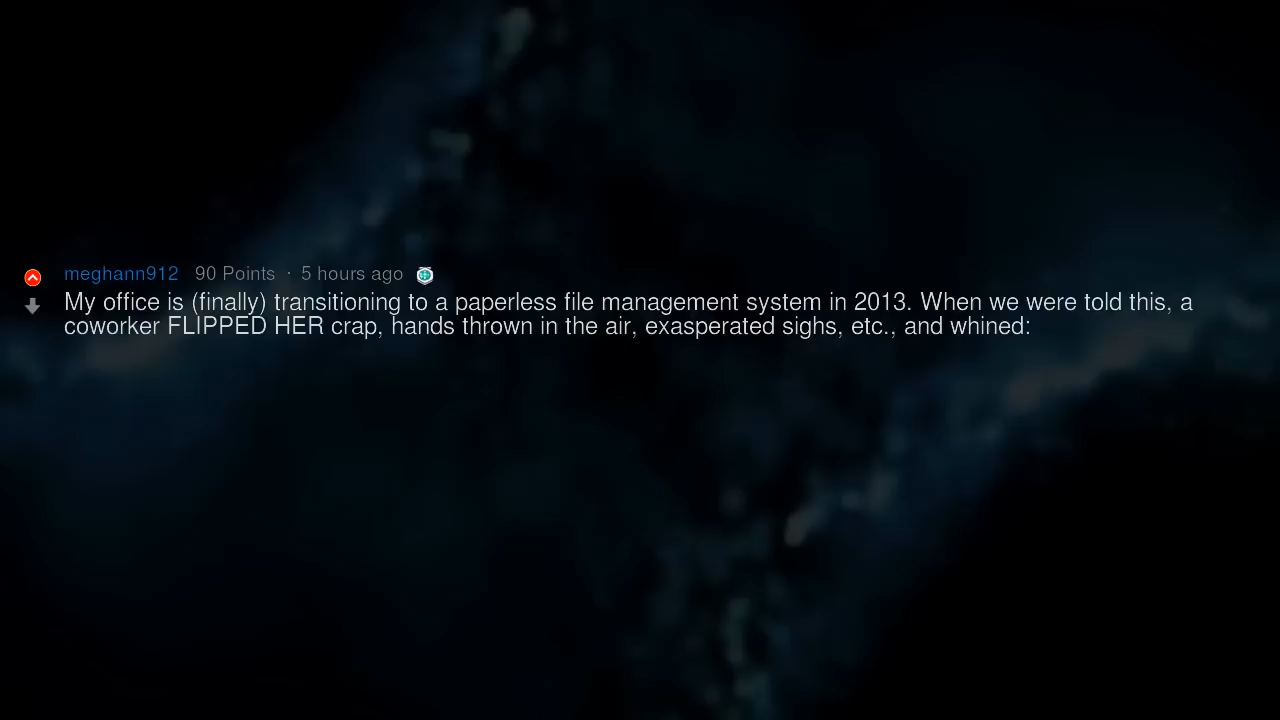 meghann912 90 Points · 5 hours ago
My office is (finally) transitioning to a paperless file management system in 2013. When we were told this, a
coworker FLIPPED HER crap, hands thrown in the air, exasperated sighs, etc., and whined: